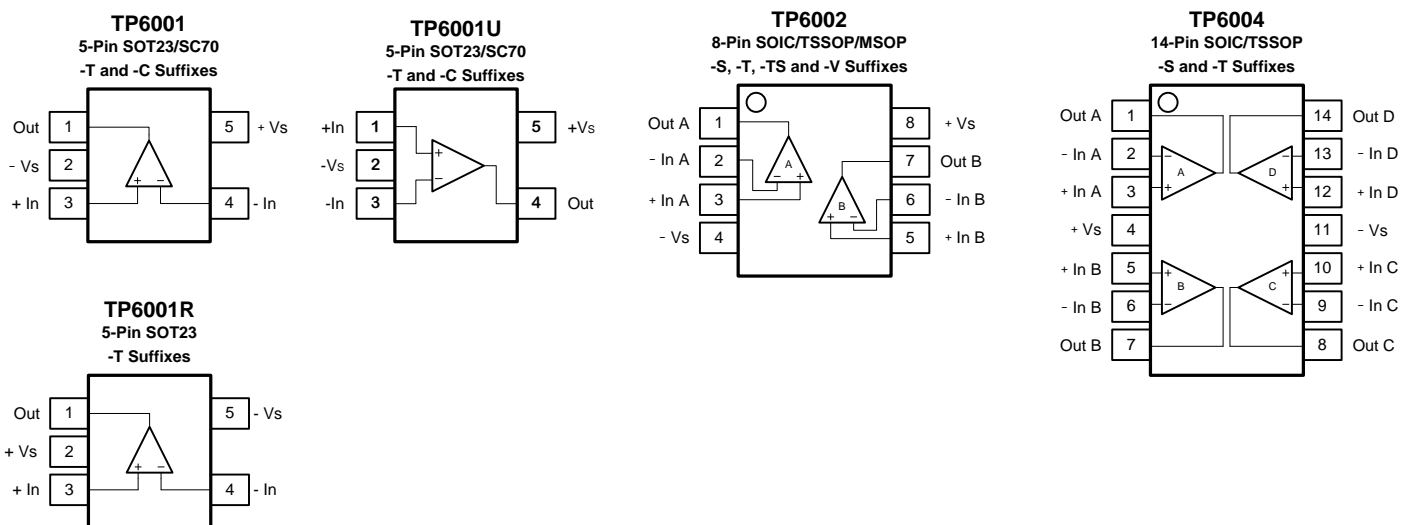 TP6001
5-Pin SOT23/SC70
-T and -C Suffixes
Out 1 5 + Vs
- Vs 2
+ In 3 4 - In
+ −
TP6001U
5-Pin SOT23/SC70
-T and -C Suffixes
+In 1 5 +Vs
-Vs 2
-In 3 4 Out
+
−
TP6002
8-Pin SOIC/TSSOP/MSOP
-S, -T, -TS and -V Suffixes
Out A 1 8 + Vs
- In A 2 7 Out B
+ In A 3 6 - In B
- Vs 4 5 + In B
A
− +
B
+ −
TP6004
14-Pin SOIC/TSSOP
-S and -T Suffixes
Out A 1 14 Out D
- In A 2 13 - In D
+ In A 3 12 + In D
+ Vs 4 11 - Vs
+ In B 5 10 + In C
- In B 6 9 - In C
Out B 7 8 Out C
− −
A D
+ +
+ +
B C
− −
TP6001R
5-Pin SOT23
-T Suffixes
Out 1 5 - Vs
+ Vs 2
+ In 3 4 - In
+ −